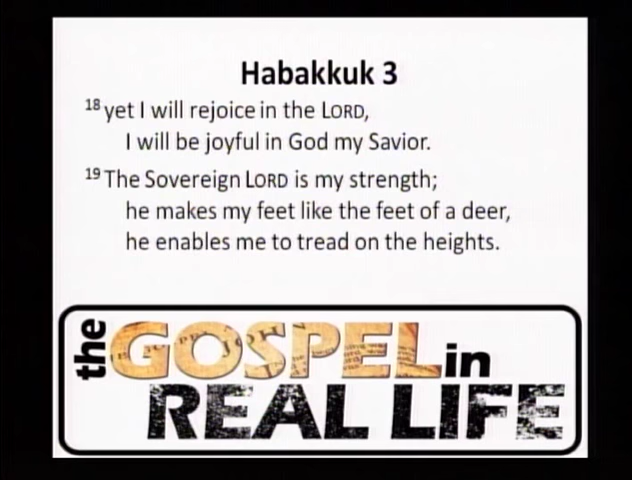 Habakkuk 3
18 yet I will rejoice in the LORD,
I will be joyful in God my Savior.
19 The Sovereign LORD is my strength;
he makes my feet like the feet of a deer,
he enables me to tread on the heights.
the GOSPEL in
REAL LIFE